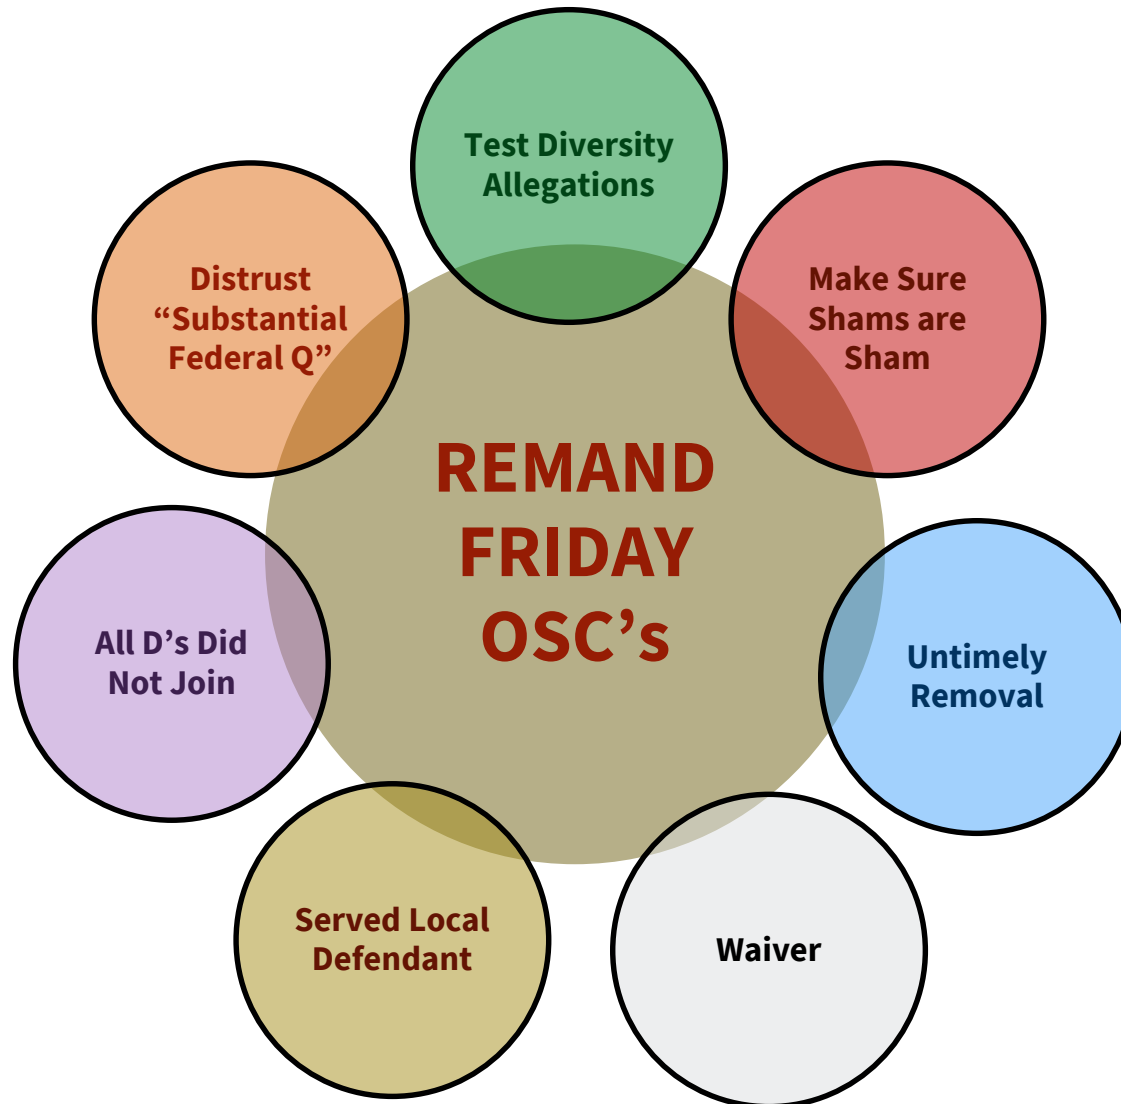 Test Diversity
Allegations
Distrust
“Substantial
Federal Q”
Make Sure
Shams are
Sham
REMAND
FRIDAY
OSC’s
All D’s Did
Not Join
Untimely
Removal
Served Local
Defendant
Waiver